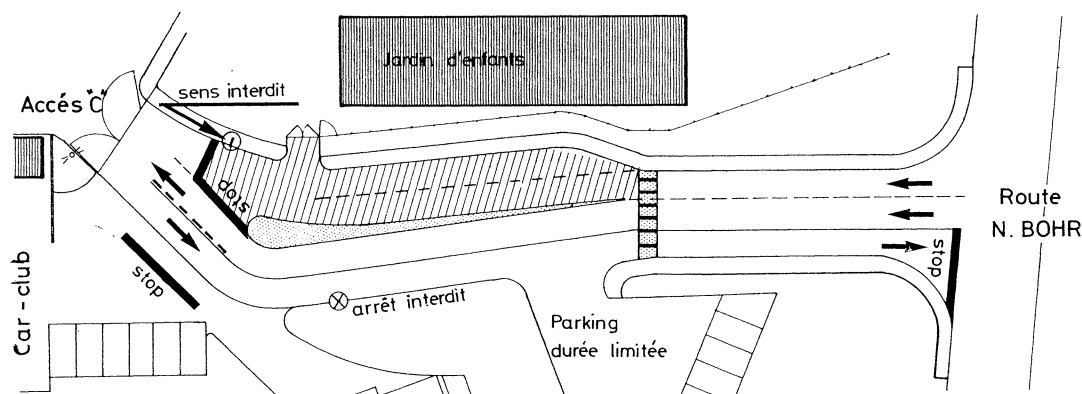 Jardin d'enfants
sens interdit
Accés "C"
stop
Route
N. BOHR
stop
stop
arrêt interdit
Car-club
Parking
durée limitée